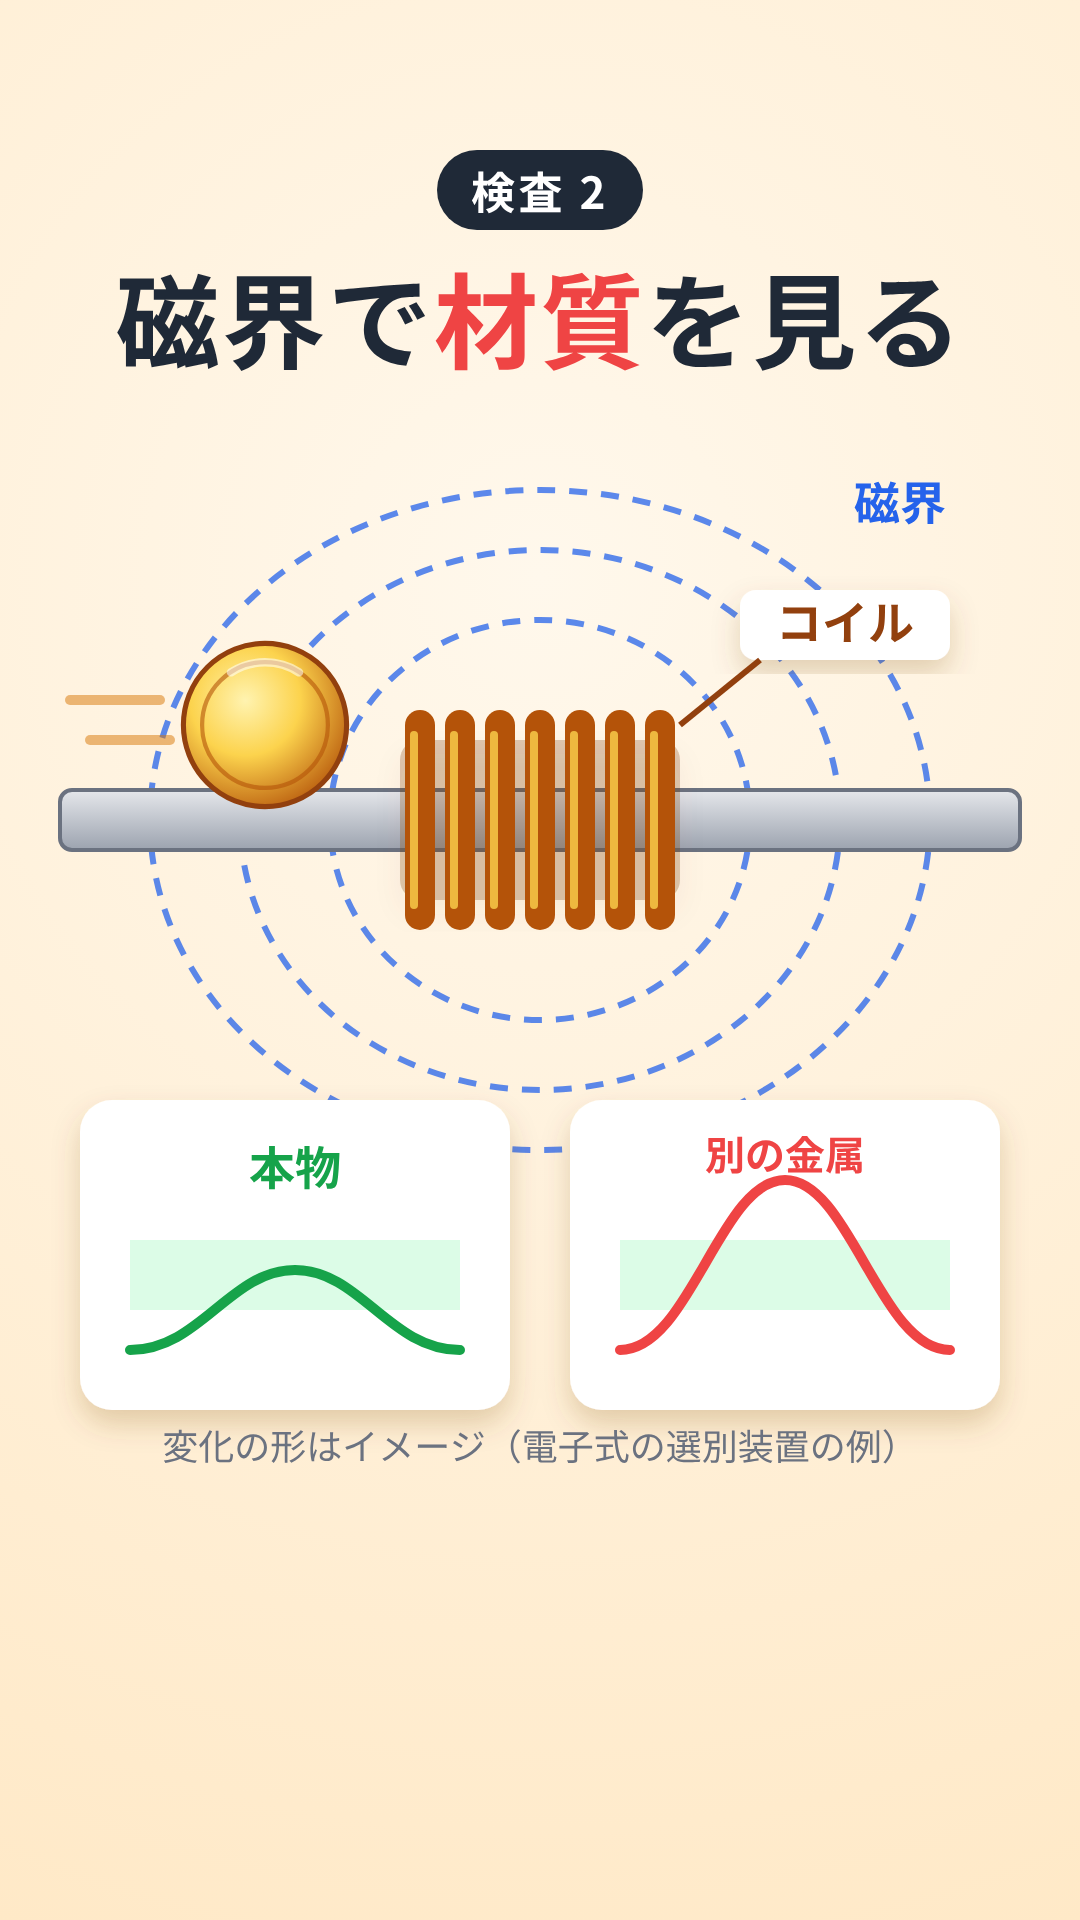 検査 2
磁界で材質を見る
磁界
コイル
本物
別の金属
変化の形はイメージ（電子式の選別装置の例）